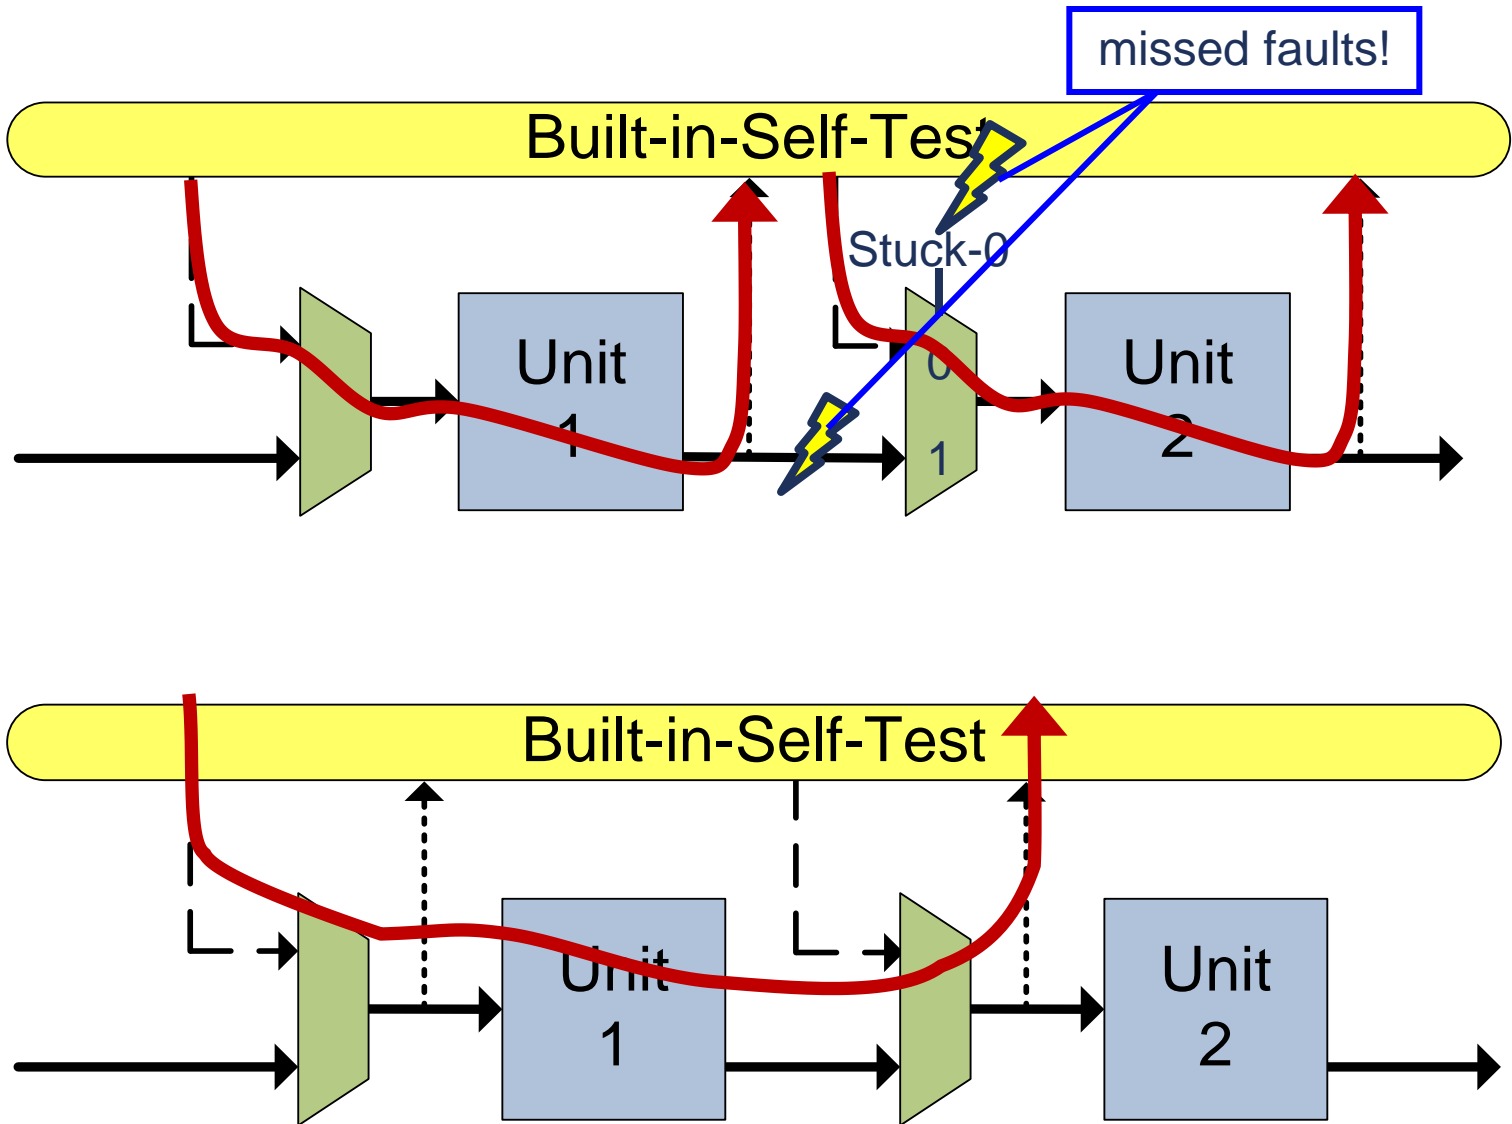 missed faults!
Built-in-Self-Test
Stuck-0
Unit
1
0
1
Unit
2
Built-in-Self-Test
Unit
1
Unit
2